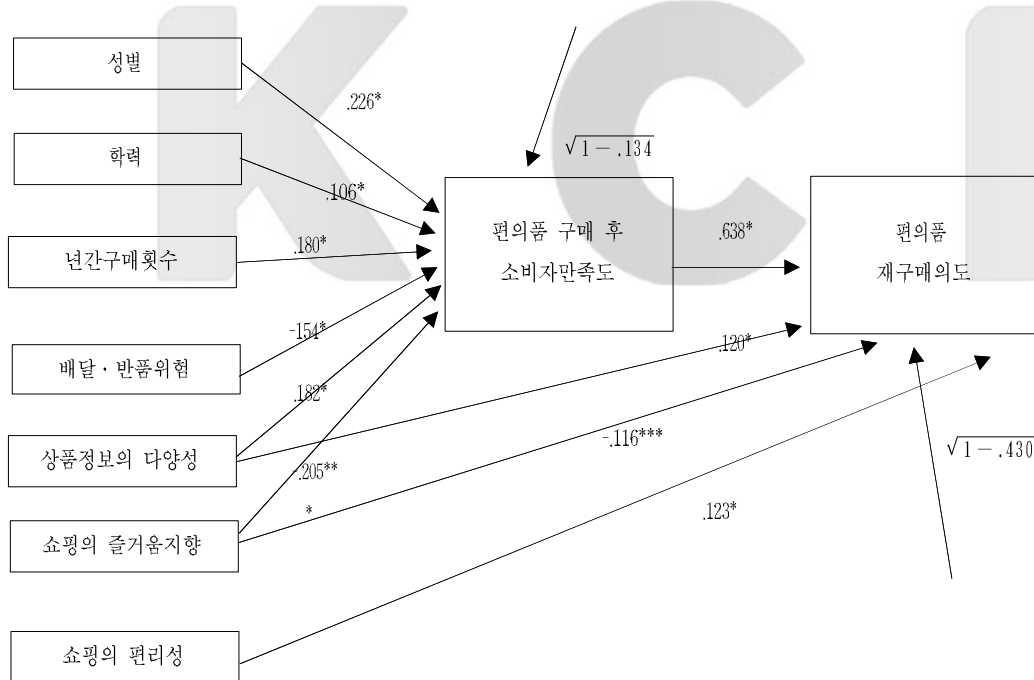 성별
.226*
√1 - .134
학력
.106*
편의품 구매 후
소비자만족도
.638*
편의품
재구매의도
년간구매횟수
.180*
-154*
배달·반품위험
.120*
.182*
상품정보의 다양성
-.116***
√1 - .430
-.205**
*
쇼핑의 즐거움지향
.123*
쇼핑의 편리성